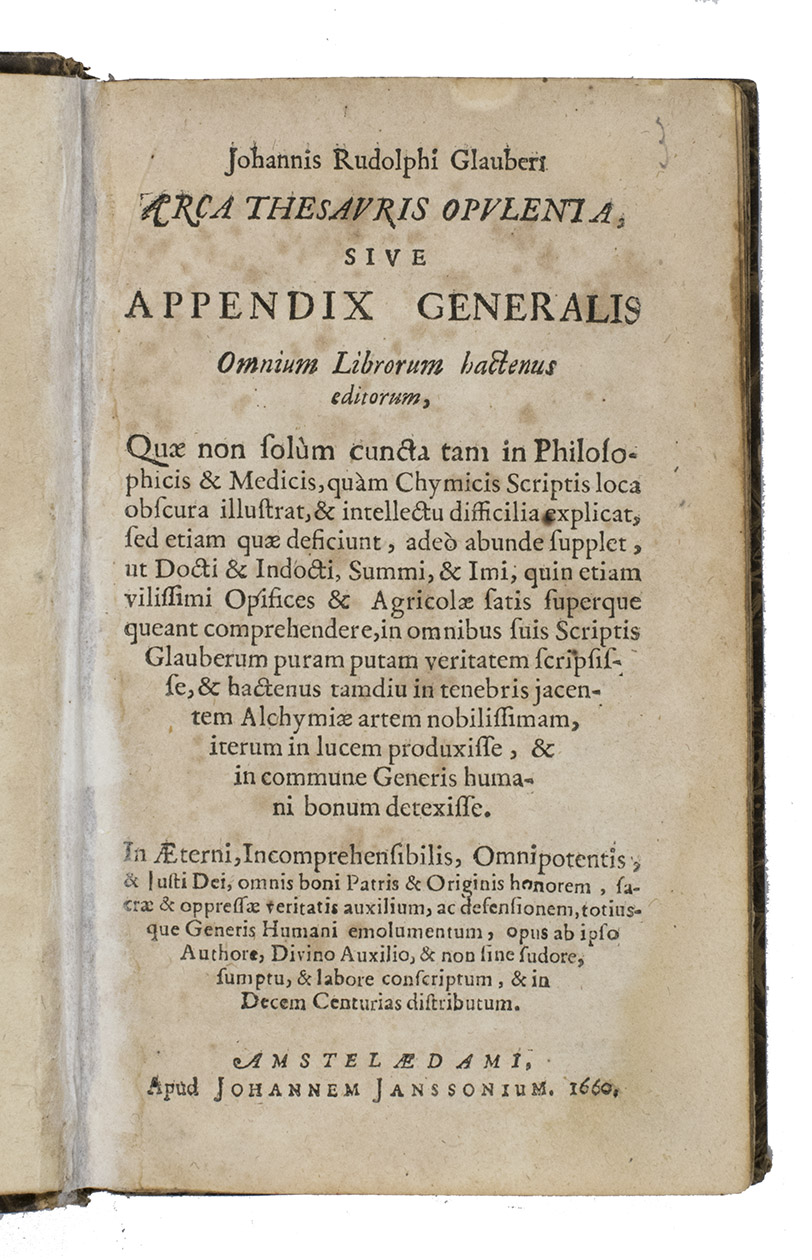 Johannis Rudolphi Glauberi
ARCA THESAVRIS OPVLENTA,
SIVE
APPENDIX GENERALIS
Omnium Librorum hactenus
editorum,
Quæ non ſolùm cuncta tam in Philoſo-
phicis & Medicis, quàm Chymicis Scriptis loca
obſcura illuſtrat, & intellectu difficilia explicat,
ſed etiam quæ deficiunt, adeò abunde ſupplet,
ut Docti & Indocti, Summi, & Imi, quin etiam
viliſſimi Opifices & Agricolæ ſatis ſuperque
queant comprehendere, in omnibus ſuis Scriptis
Glauberum puram putam veritatem ſcripſiſ-
ſe, & hactenus tamdiu in tenebris jacen-
tem Alchymiæ artem nobiliſſimam,
iterum in lucem produxiſſe, &
in commune Generis huma-
ni bonum detexiſſe.
In Æterni, Incomprehenſibilis, Omnipotentis,
& Juſti Dei, omnis boni Patris & Originis honorem, ſa-
cræ & oppreſſæ veritatis auxilium, ac defenſionem, totius-
que Generis Humani emolumentum, opus ab ipſo
Authore, Divino Auxilio, & non ſine ſudore,
ſumptu, & labore conſcriptum, & in
Decem Centurias diſtributum.
AMSTELÆDAMI,
Apud JOHANNEM JANSSONIUM. 1660.
3